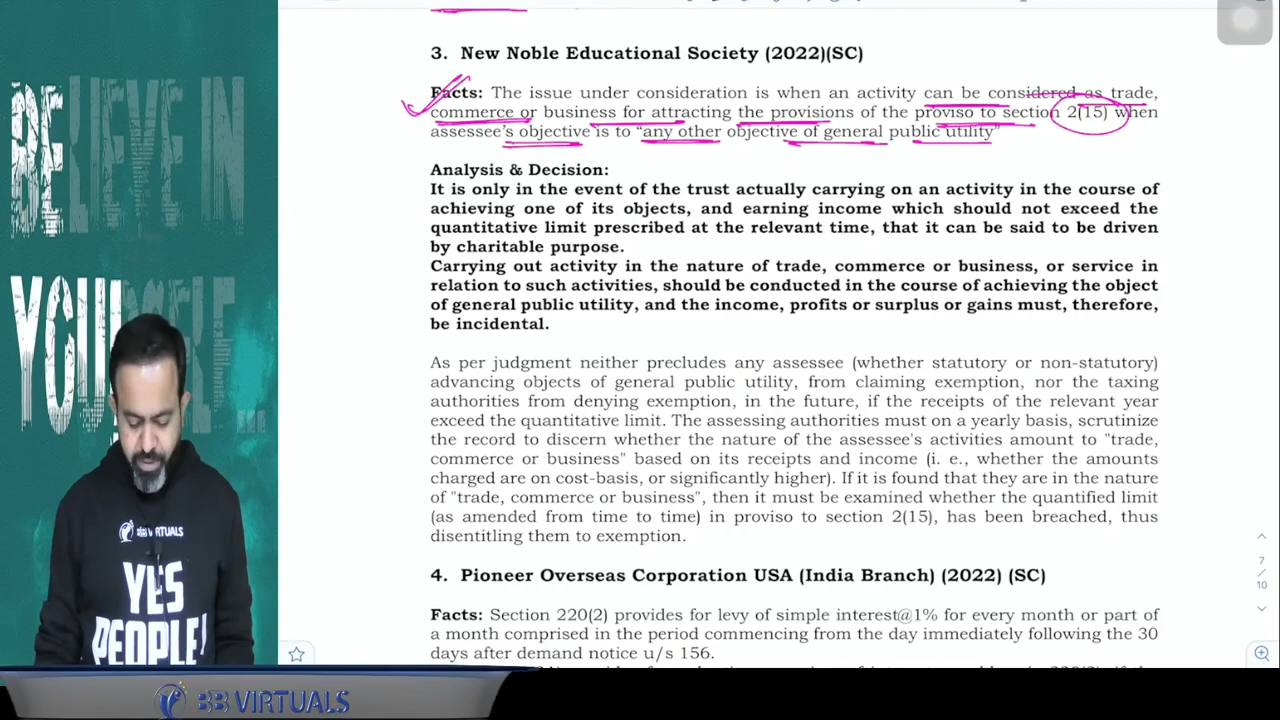 BELIEVE IN
YOURSELF...
BB VIRTUALS
YES
PEOPLE!
3. New Noble Educational Society (2022)(SC)
Facts: The issue under consideration is when an activity can be considered as trade,
commerce or business for attracting the provisions of the proviso to section 2(15) when
assessee's objective is to "any other objective of general public utility"
Analysis & Decision:
It is only in the event of the trust actually carrying on an activity in the course of
achieving one of its objects, and earning income which should not exceed the
quantitative limit prescribed at the relevant time, that it can be said to be driven
by charitable purpose.
Carrying out activity in the nature of trade, commerce or business, or service in
relation to such activities, should be conducted in the course of achieving the object
of general public utility, and the income, profits or surplus or gains must, therefore,
be incidental.
As per judgment neither precludes any assessee (whether statutory or non-statutory)
advancing objects of general public utility, from claiming exemption, nor the taxing
authorities from denying exemption, in the future, if the receipts of the relevant year
exceed the quantitative limit. The assessing authorities must on a yearly basis, scrutinize
the record to discern whether the nature of the assessee's activities amount to "trade,
commerce or business" based on its receipts and income (i. e., whether the amounts
charged are on cost-basis, or significantly higher). If it is found that they are in the nature
of "trade, commerce or business", then it must be examined whether the quantified limit
(as amended from time to time) in proviso to section 2(15), has been breached, thus
disentitling them to exemption.
4. Pioneer Overseas Corporation USA (India Branch) (2022) (SC)
Facts: Section 220(2) provides for levy of simple interest@1% for every month or part of
a month comprised in the period commencing from the day immediately following the 30
days after demand notice u/s 156.
7
/
10
BB VIRTUALS